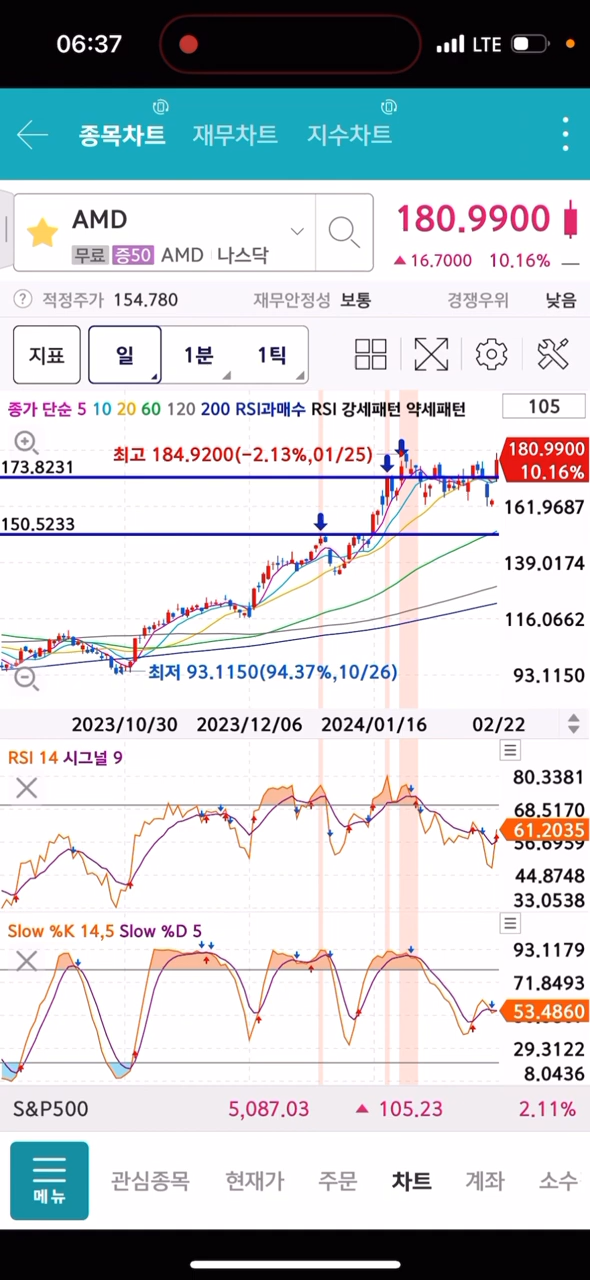 06:37 LTE
종목차트 재무차트 지수차트
AMD
무료 증50 AMD 나스닥
180.9900
▲ 16.7000 10.16%
? 적정주가 154.780 재무안정성 보통 경쟁우위 낮음
지표 일 1분 1틱
종가 단순 5 10 20 60 120 200 RSI과매수 RSI 강세패턴 약세패턴
105
최고 184.9200(-2.13%,01/25)
180.9900
10.16%
173.8231
161.9687
150.5233
139.0174
116.0662
최저 93.1150(94.37%,10/26)
93.1150
2023/10/30 2023/12/06 2024/01/16 02/22
RSI 14 시그널 9
80.3381
68.5170
61.2035
44.8748
33.0538
Slow %K 14,5 Slow %D 5
93.1179
71.8493
53.4860
29.3122
8.0436
S&P500 5,087.03 ▲ 105.23 2.11%
메뉴 관심종목 현재가 주문 차트 계좌 소수